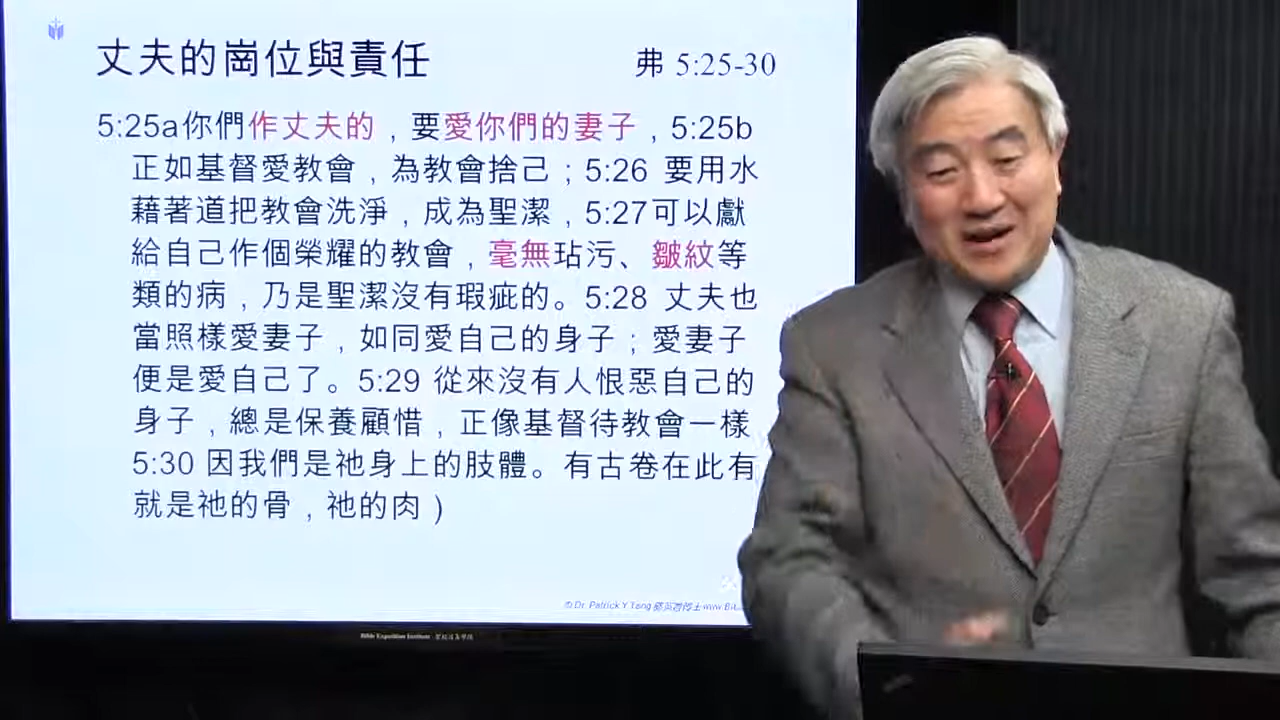 丈夫的崗位與責任
弗 5:25-30
5:25a你們作丈夫的，要愛你們的妻子，5:25b
正如基督愛教會，為教會捨己；5:26 要用水
藉著道把教會洗淨，成為聖潔，5:27可以獻
給自己作個榮耀的教會，毫無玷污、皺紋等
類的病，乃是聖潔沒有瑕疵的。5:28 丈夫也
當照樣愛妻子，如同愛自己的身子；愛妻子
便是愛自己了。5:29 從來沒有人恨惡自己的
身子，總是保養顧惜，正像基督待教會一樣
5:30 因我們是祂身上的肢體。有古卷在此有
就是祂的骨，祂的肉）
© Dr. Patrick Y Tang
Bible Exposition Institute